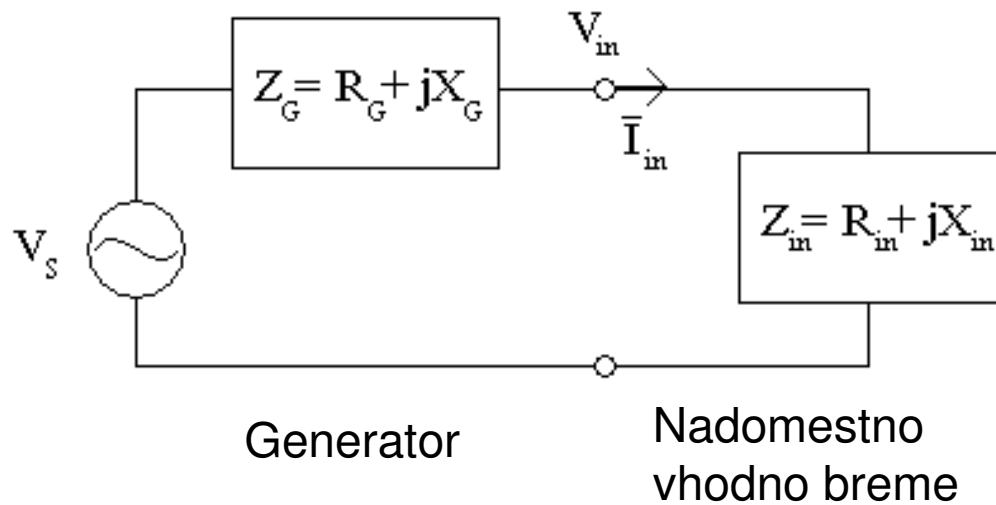 Z_G= R_G+ jX_G
V_in
Ī_in
V_S
Z_in= R_in+ jX_in
Generator
Nadomestno
vhodno breme